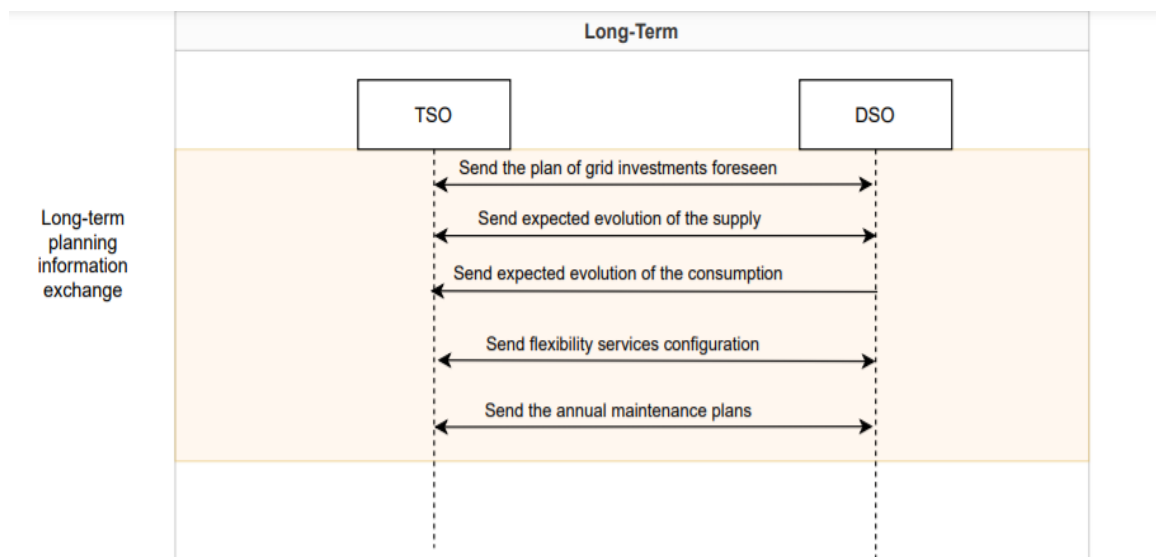 Long-Term
TSO
DSO
Send the plan of grid investments foreseen
Send expected evolution of the supply
Long-term
planning
information
exchange
Send expected evolution of the consumption
Send flexibility services configuration
Send the annual maintenance plans